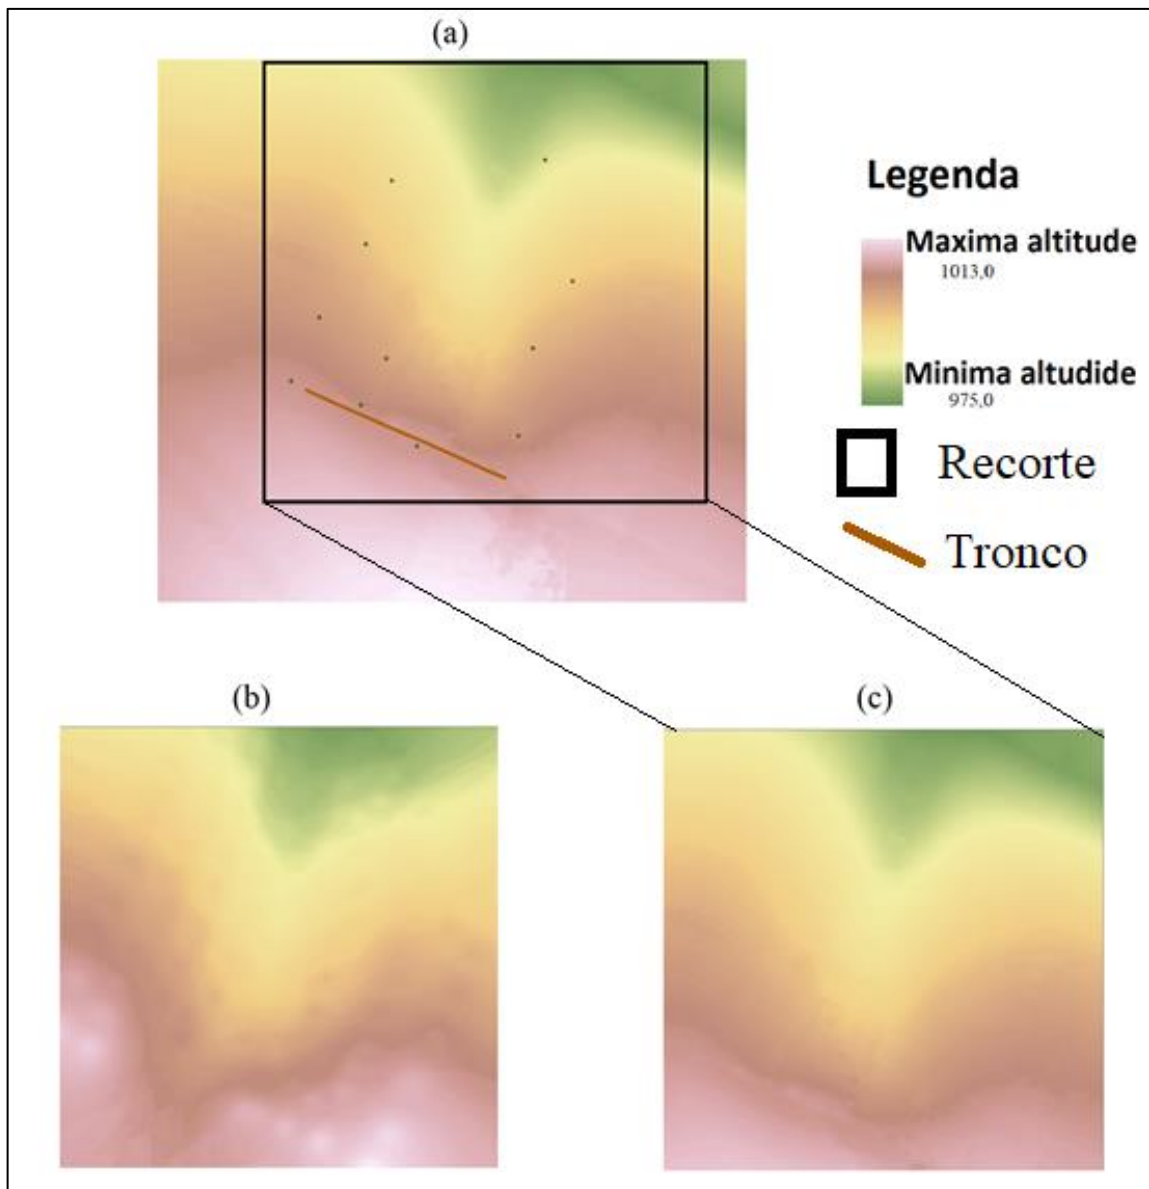 (a)
Legenda
Maxima altitude
1013,0
Minima altudide
975,0
Recorte
Tronco
(b)
(c)